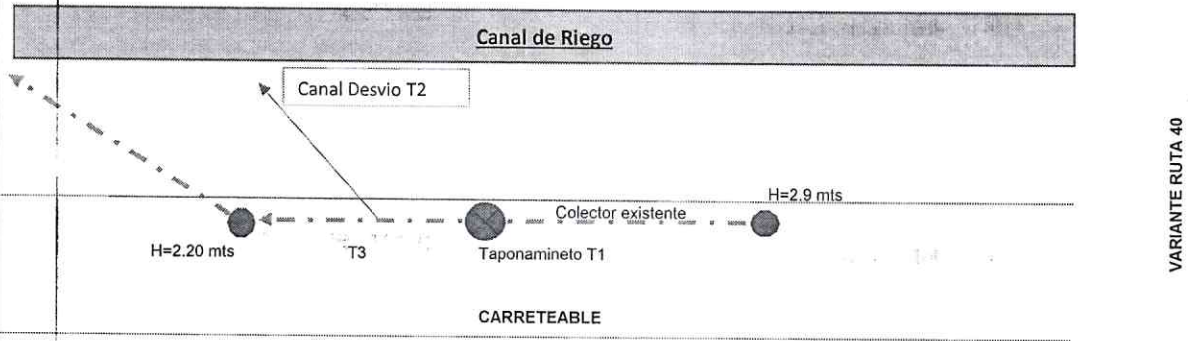 Canal de Riego
Canal Desvio T2
VARIANTE RUTA 40
H=2.9 mts
Colector existente
H=2.20 mts
T3
Taponamineto T1
CARRETEABLE